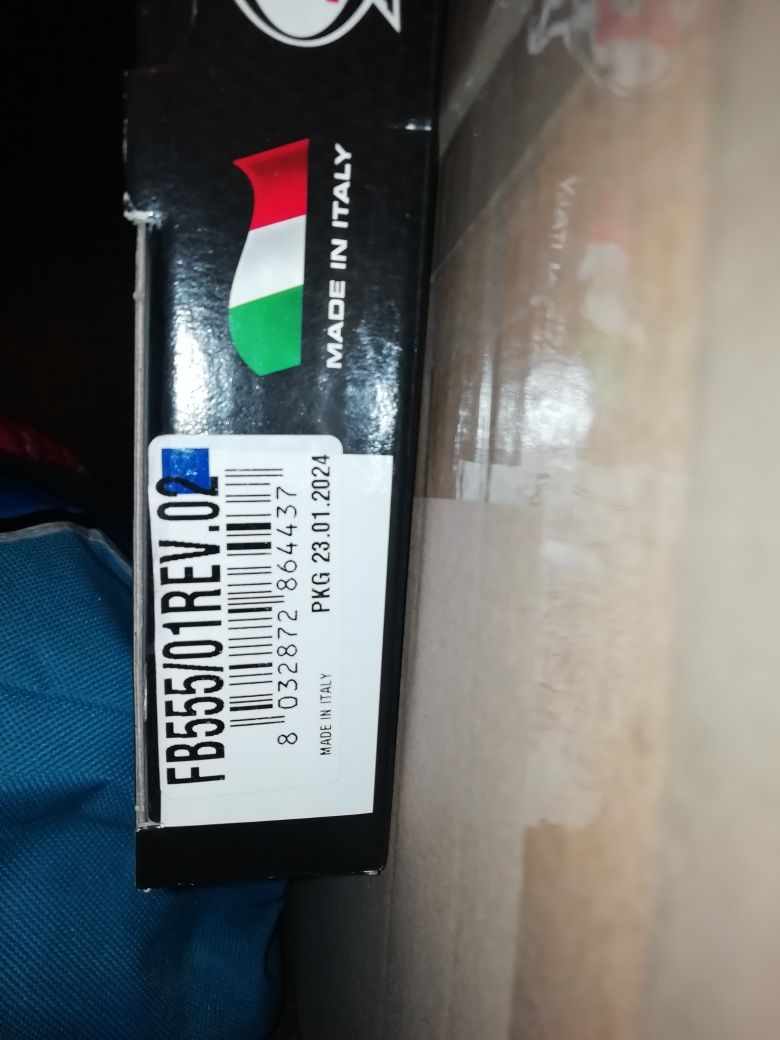 MADE IN ITALY
FB555/01REV.02
8 032872 864437
MADE IN ITALY
PKG 23.01.2024